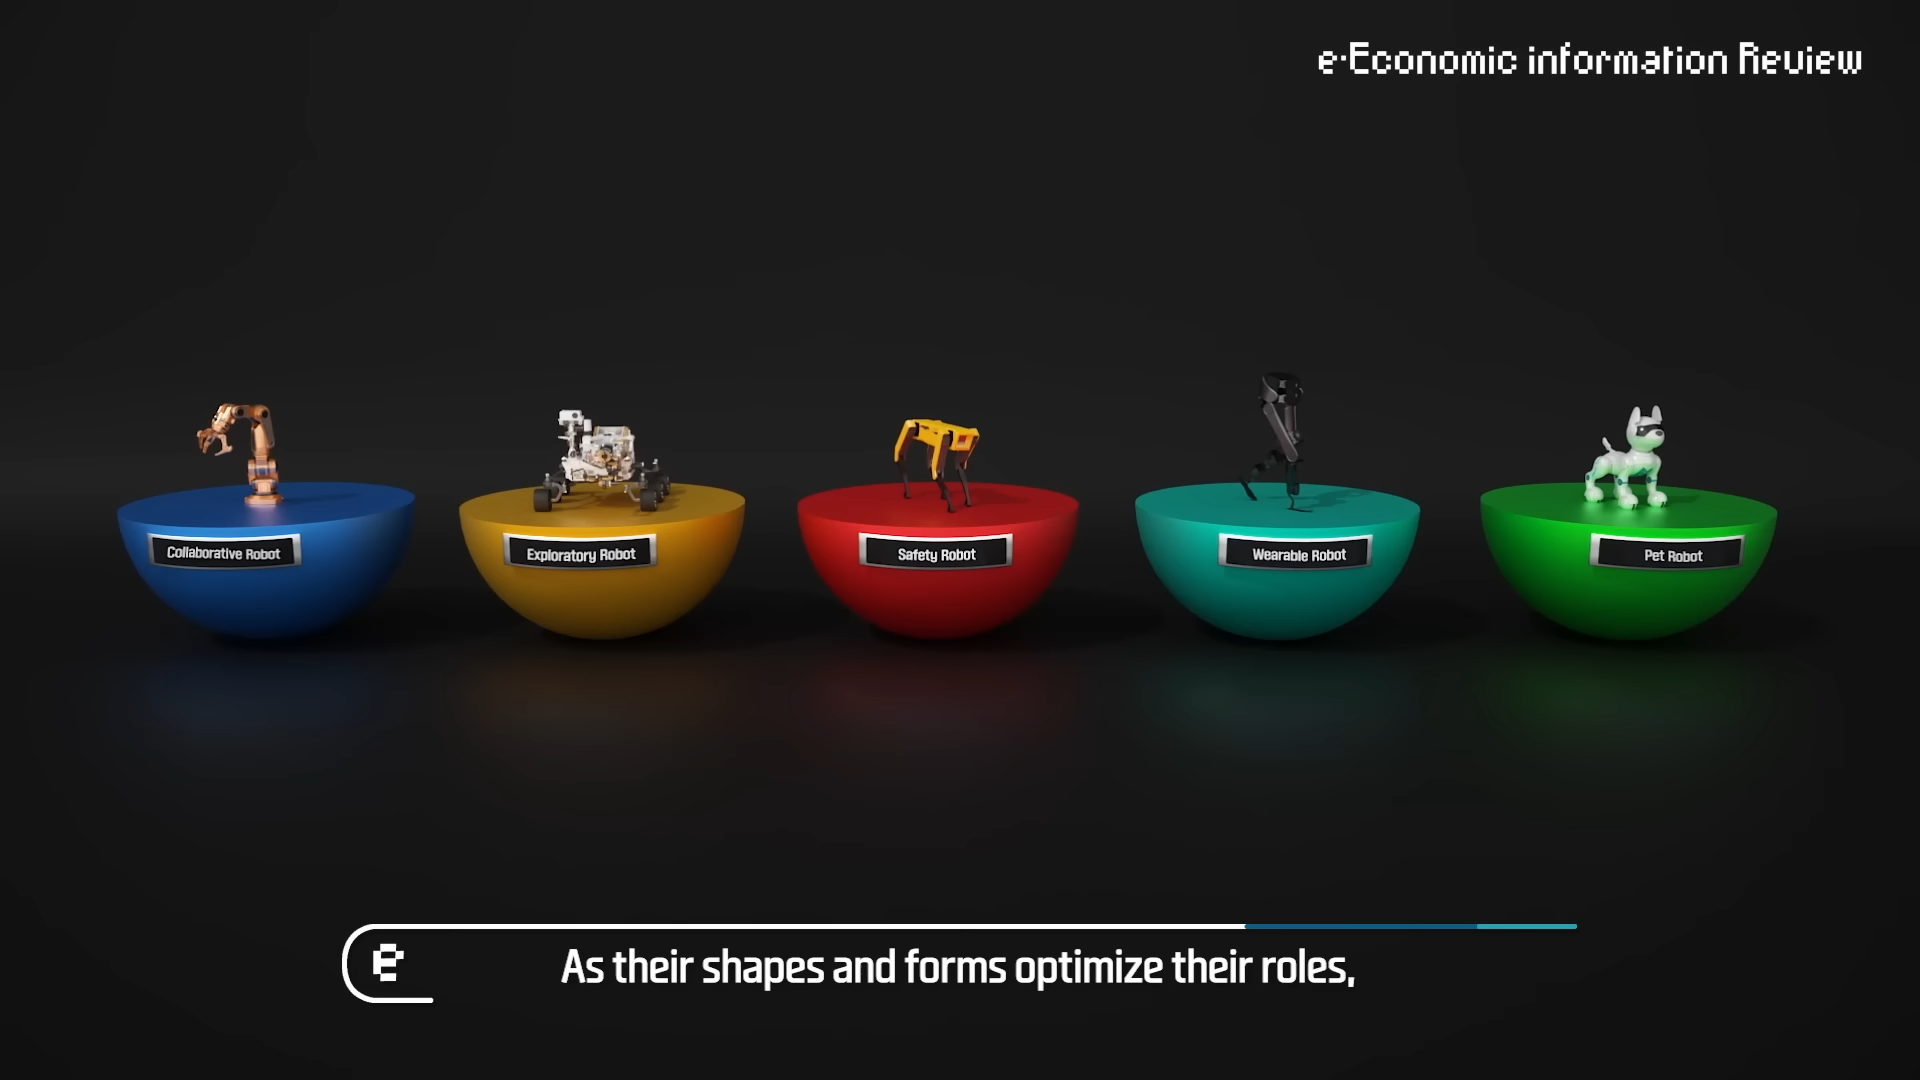 e·Economic information Review
Collaborative Robot
Exploratory Robot
Safety Robot
Wearable Robot
Pet Robot
e
As their shapes and forms optimize their roles,